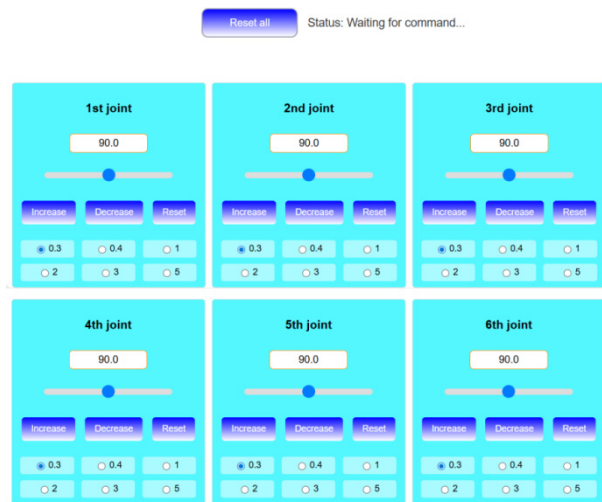 Reset all Status: Waiting for command...
1st joint 2nd joint 3rd joint
90.0 90.0 90.0
Increase Decrease Reset Increase Decrease Reset Increase Decrease Reset
0.3 0.4 1 0.3 0.4 1 0.3 0.4 1
2 3 5 2 3 5 2 3 5
4th joint 5th joint 6th joint
90.0 90.0 90.0
Increase Decrease Reset Increase Decrease Reset Increase Decrease Reset
0.3 0.4 1 0.3 0.4 1 0.3 0.4 1
2 3 5 2 3 5 2 3 5